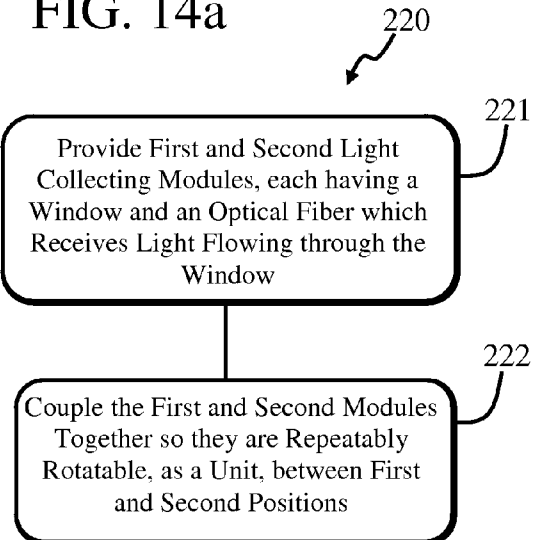 FIG. 14a
220
221
Provide First and Second Light
Collecting Modules, each having a
Window and an Optical Fiber which
Receives Light Flowing through the
Window
222
Couple the First and Second Modules
Together so they are Repeatably
Rotatable, as a Unit, between First
and Second Positions